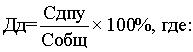 Дд= Сдпу / Собщ × 100%, где: